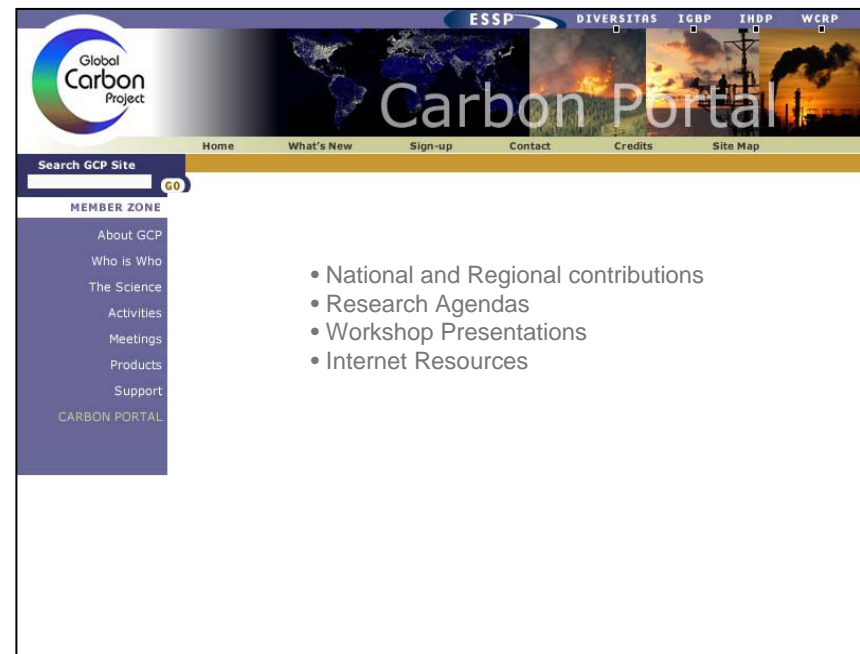 ESSP DIVERSITAS IGBP IHDP WCRP
Global
Carbon
Project
Carbon Portal
Home What's New Sign-up Contact Credits Site Map
Search GCP Site
GO
MEMBER ZONE
About GCP
Who is Who
The Science
Activities
Meetings
Products
Support
CARBON PORTAL
• National and Regional contributions
• Research Agendas
• Workshop Presentations
• Internet Resources